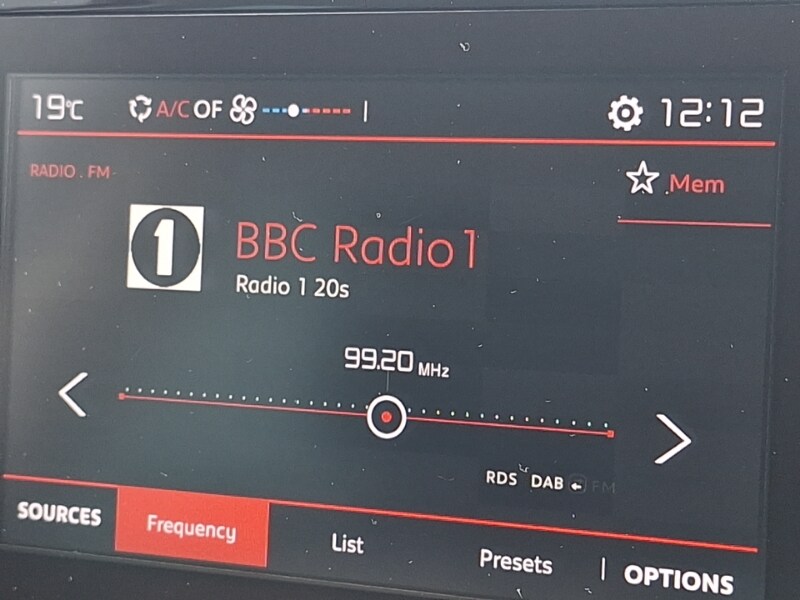 19°C A/C OF 12:12
RADIO . FM
Mem
1
BBC Radio 1
Radio 1 20s
99.20 MHz
RDS DAB FM
SOURCES Frequency List Presets OPTIONS